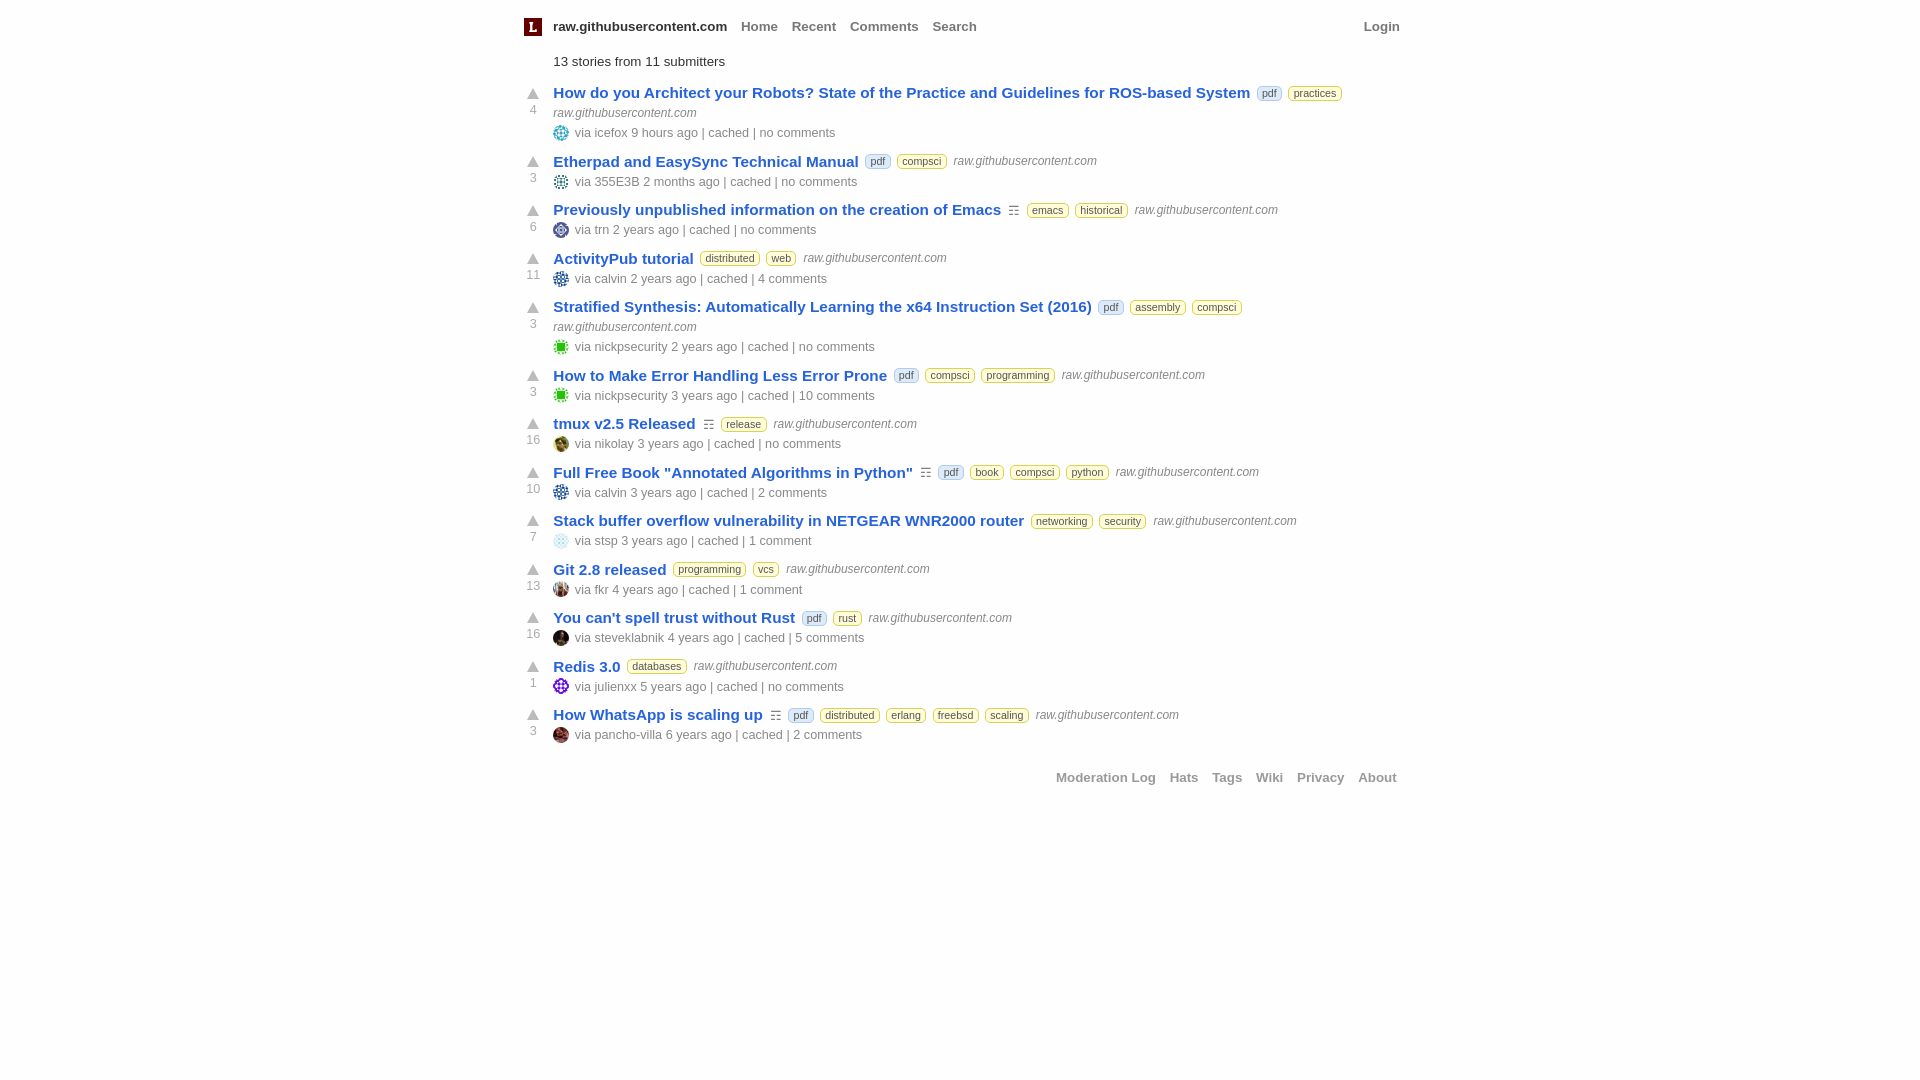 L raw.githubusercontent.com Home Recent Comments Search Login
13 stories from 11 submitters
How do you Architect your Robots? State of the Practice and Guidelines for ROS-based System pdf practices
4 raw.githubusercontent.com
via icefox 9 hours ago | cached | no comments
Etherpad and EasySync Technical Manual pdf compsci raw.githubusercontent.com
3 via 355E3B 2 months ago | cached | no comments
Previously unpublished information on the creation of Emacs ☶ emacs historical raw.githubusercontent.com
6 via trn 2 years ago | cached | no comments
ActivityPub tutorial distributed web raw.githubusercontent.com
11 via calvin 2 years ago | cached | 4 comments
Stratified Synthesis: Automatically Learning the x64 Instruction Set (2016) pdf assembly compsci
3 raw.githubusercontent.com
via nickpsecurity 2 years ago | cached | no comments
How to Make Error Handling Less Error Prone pdf compsci programming raw.githubusercontent.com
3 via nickpsecurity 3 years ago | cached | 10 comments
tmux v2.5 Released ☶ release raw.githubusercontent.com
16 via nikolay 3 years ago | cached | no comments
Full Free Book "Annotated Algorithms in Python" ☶ pdf book compsci python raw.githubusercontent.com
10 via calvin 3 years ago | cached | 2 comments
Stack buffer overflow vulnerability in NETGEAR WNR2000 router networking security raw.githubusercontent.com
7 via stsp 3 years ago | cached | 1 comment
Git 2.8 released programming vcs raw.githubusercontent.com
13 via fkr 4 years ago | cached | 1 comment
You can't spell trust without Rust pdf rust raw.githubusercontent.com
16 via steveklabnik 4 years ago | cached | 5 comments
Redis 3.0 databases raw.githubusercontent.com
1 via julienxx 5 years ago | cached | no comments
How WhatsApp is scaling up ☶ pdf distributed erlang freebsd scaling raw.githubusercontent.com
3 via pancho-villa 6 years ago | cached | 2 comments
Moderation Log Hats Tags Wiki Privacy About